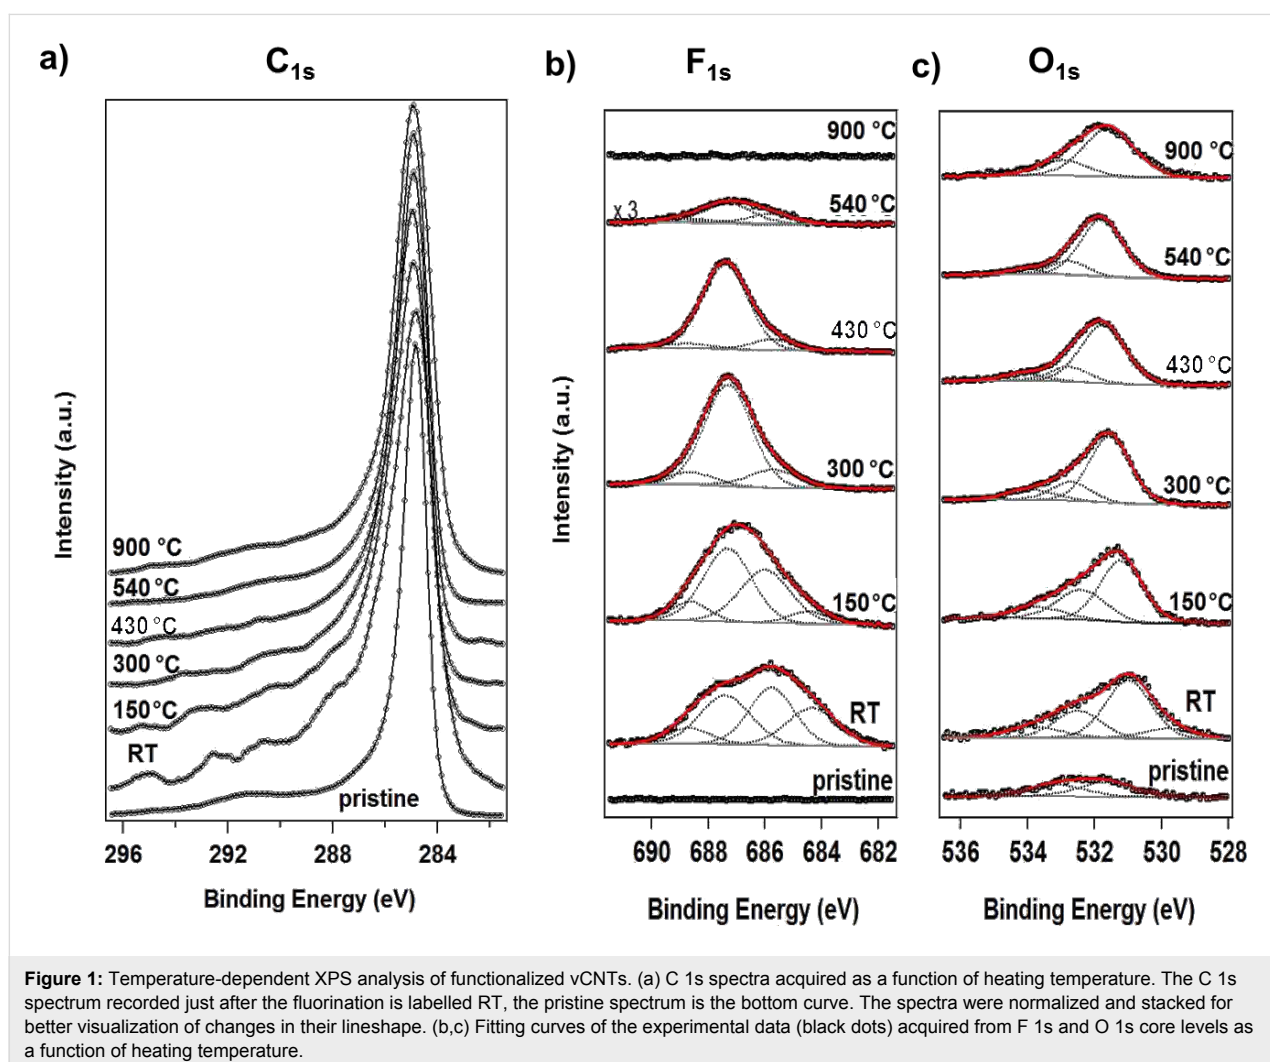 a)
C1s
Intensity (a.u.)
900 °C
540 °C
430 °C
300 °C
150 °C
RT
pristine
296 292 288 284
Binding Energy (eV)
b)
F1s
Intensity (a.u.)
900 °C
x 3
540 °C
430 °C
300 °C
150 °C
RT
pristine
690 688 686 684 682
Binding Energy (eV)
c)
O1s
900 °C
540 °C
430 °C
300 °C
150 °C
RT
pristine
536 534 532 530 528
Binding Energy (eV)
Figure 1: Temperature-dependent XPS analysis of functionalized vCNTs. (a) C 1s spectra acquired as a function of heating temperature. The C 1s
spectrum recorded just after the fluorination is labelled RT, the pristine spectrum is the bottom curve. The spectra were normalized and stacked for
better visualization of changes in their lineshape. (b,c) Fitting curves of the experimental data (black dots) acquired from F 1s and O 1s core levels as
a function of heating temperature.